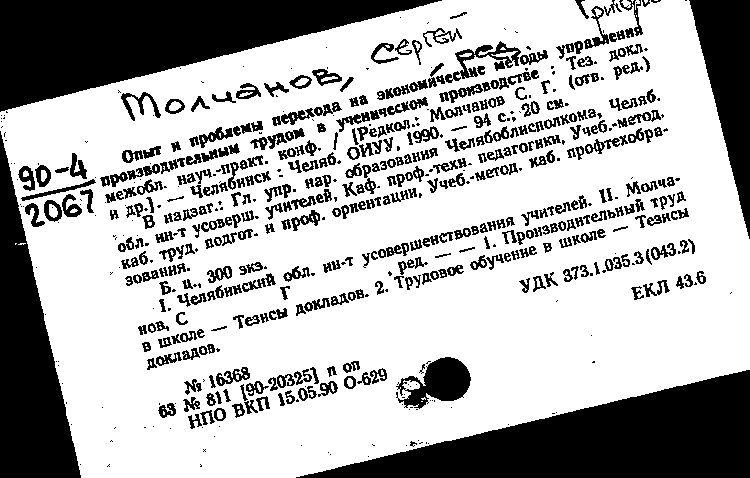 Молчанов, Сергей
ред.
90-4
2067
Опыт и проблемы перехода на экономические методы управления
производительным трудом в ученическом производстве : Тез. докл.
межобл. науч.-практ. конф. / [Редкол.: Молчанов С. Г. (отв. ред.)
и др.]. — Челябинск : Челяб. ОИУУ, 1990. — 94 с.; 20 см.
В надзаг.: Гл. упр. нар. образования Челябоблисполкома, Челяб.
обл. ин-т усоверш. учителей, Каф. проф.-техн. педагогики, Учеб.-метод.
каб. труд. подгот. и проф. ориентации, Учеб.-метод. каб. профтехобра-
зования.
Б. ц., 300 экз.
I. Челябинский обл. ин-т усовершенствования учителей. II. Молча-
нов, С Г , ред. — — 1. Производительный труд
в школе — Тезисы докладов. 2. Трудовое обучение в школе — Тезисы
докладов.
УДК 373.1.035.3(043.2)
ЕКЛ 43.6
№ 16368
63 № 811 [90-20325] п оп
НПО ВКП 15.05.90 О-629